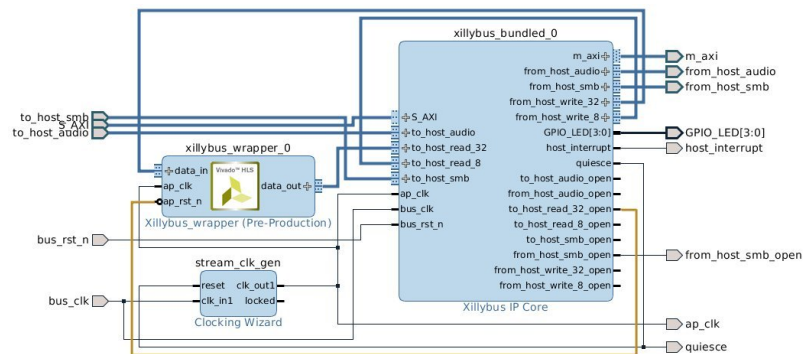 xillybus_bundled_0
m_axi
from_host_audio
from_host_smb
from_host_write_32
from_host_write_8
GPIO_LED[3:0]
host_interrupt
quiesce
to_host_audio_open
from_host_audio_open
to_host_read_32_open
to_host_read_8_open
to_host_smb_open
from_host_smb_open
from_host_write_32_open
from_host_write_8_open
S_AXI
to_host_audio
to_host_read_32
to_host_read_8
to_host_smb
ap_clk
bus_clk
bus_rst_n
Xillybus IP Core
to_host_smb
S_AXI
to_host_audio
xillybus_wrapper_0
data_in
ap_clk
ap_rst_n
Vivado™ HLS
data_out
Xillybus_wrapper (Pre-Production)
bus_rst_n
stream_clk_gen
reset
clk_in1
clk_out1
locked
Clocking Wizard
bus_clk
m_axi
from_host_audio
from_host_smb
GPIO_LED[3:0]
host_interrupt
from_host_smb_open
ap_clk
quiesce